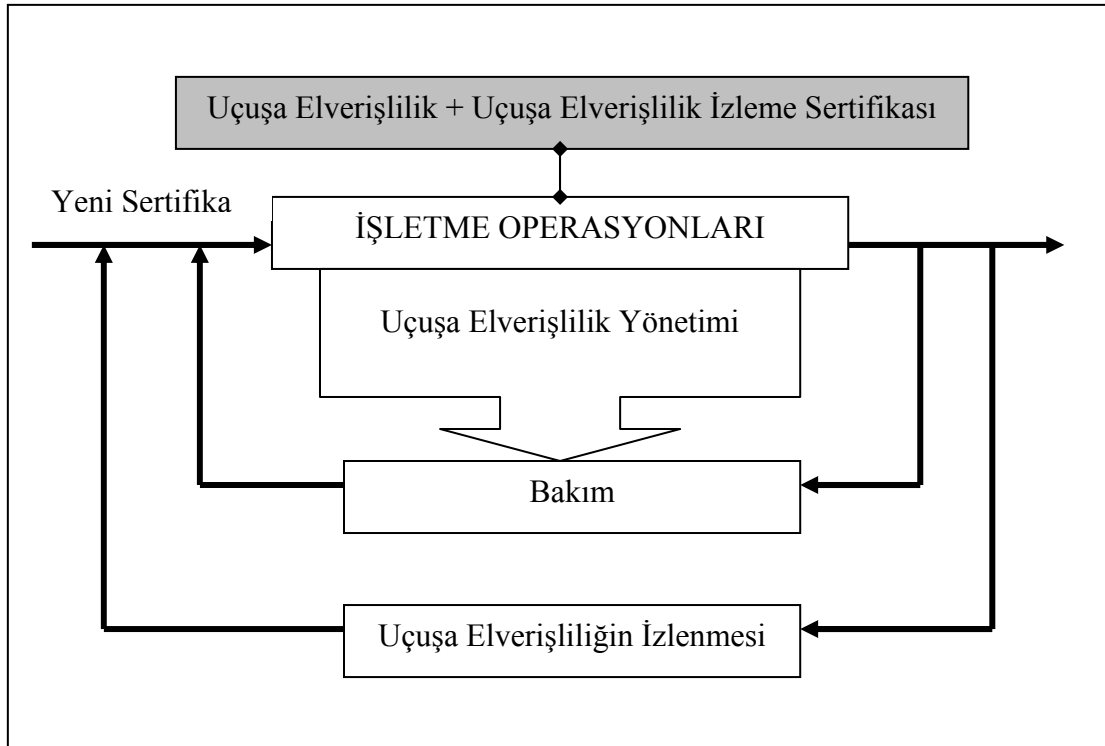 Uçuşa Elverişlilik + Uçuşa Elverişlilik İzleme Sertifikası
Yeni Sertifika
İŞLETME OPERASYONLARI
Uçuşa Elverişlilik Yönetimi
Bakım
Uçuşa Elverişliliğin İzlenmesi